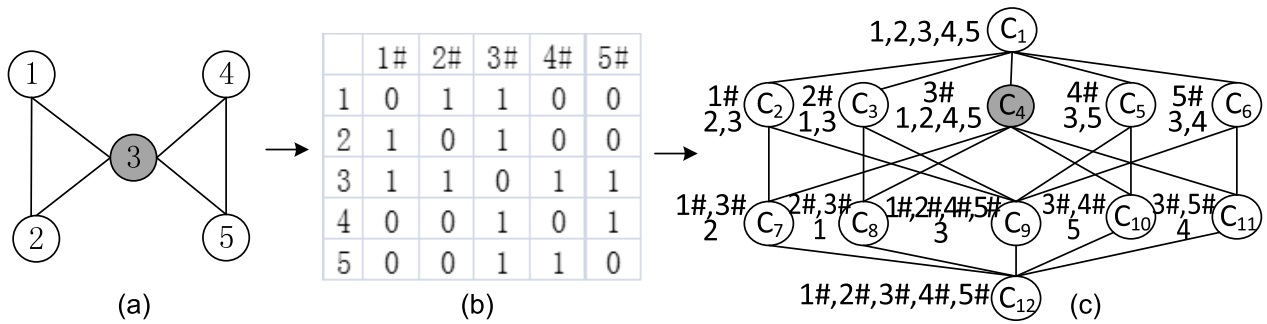 1
4
3
2
5
(a)
1# 2# 3# 4# 5#
1 0 1 1 0 0
2 1 0 1 0 0
3 1 1 0 1 1
4 0 0 1 0 1
5 0 0 1 1 0
(b)
1,2,3,4,5 C1
1# 2,3 C2
2# 1,3 C3
3# 1,2,4,5 C4
4# 3,5 C5
5# 3,4 C6
1#,3# 2 C7
2#,3# 1 C8
1#,2#,4#,5# 3 C9
3#,4# 5 C10
3#,5# 4 C11
1#,2#,3#,4#,5# C12
(c)